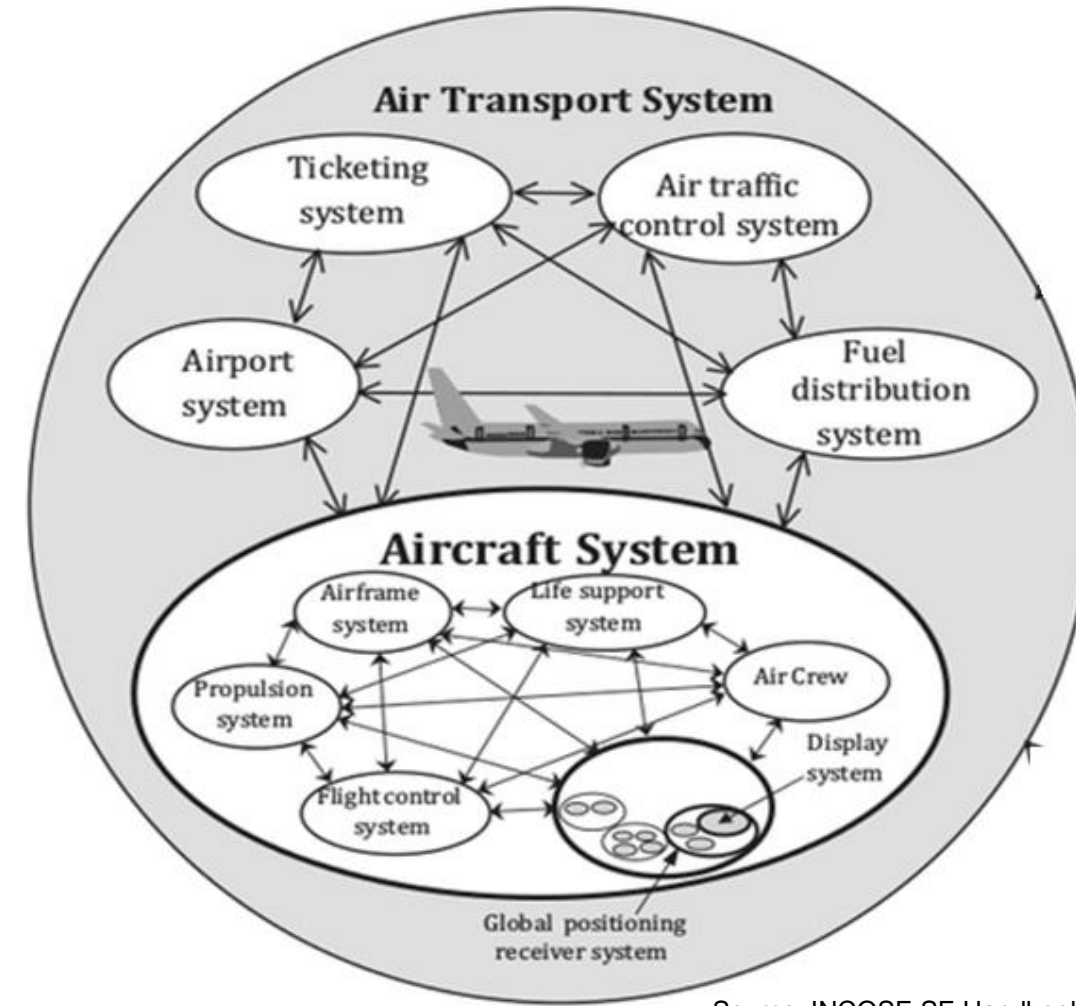 Air Transport System
Ticketing
system
Air traffic
control system
Airport
system
Fuel
distribution
system
Aircraft System
Airframe
system
Life support
system
Propulsion
system
Air Crew
Display
system
Flight control
system
Global positioning
receiver system